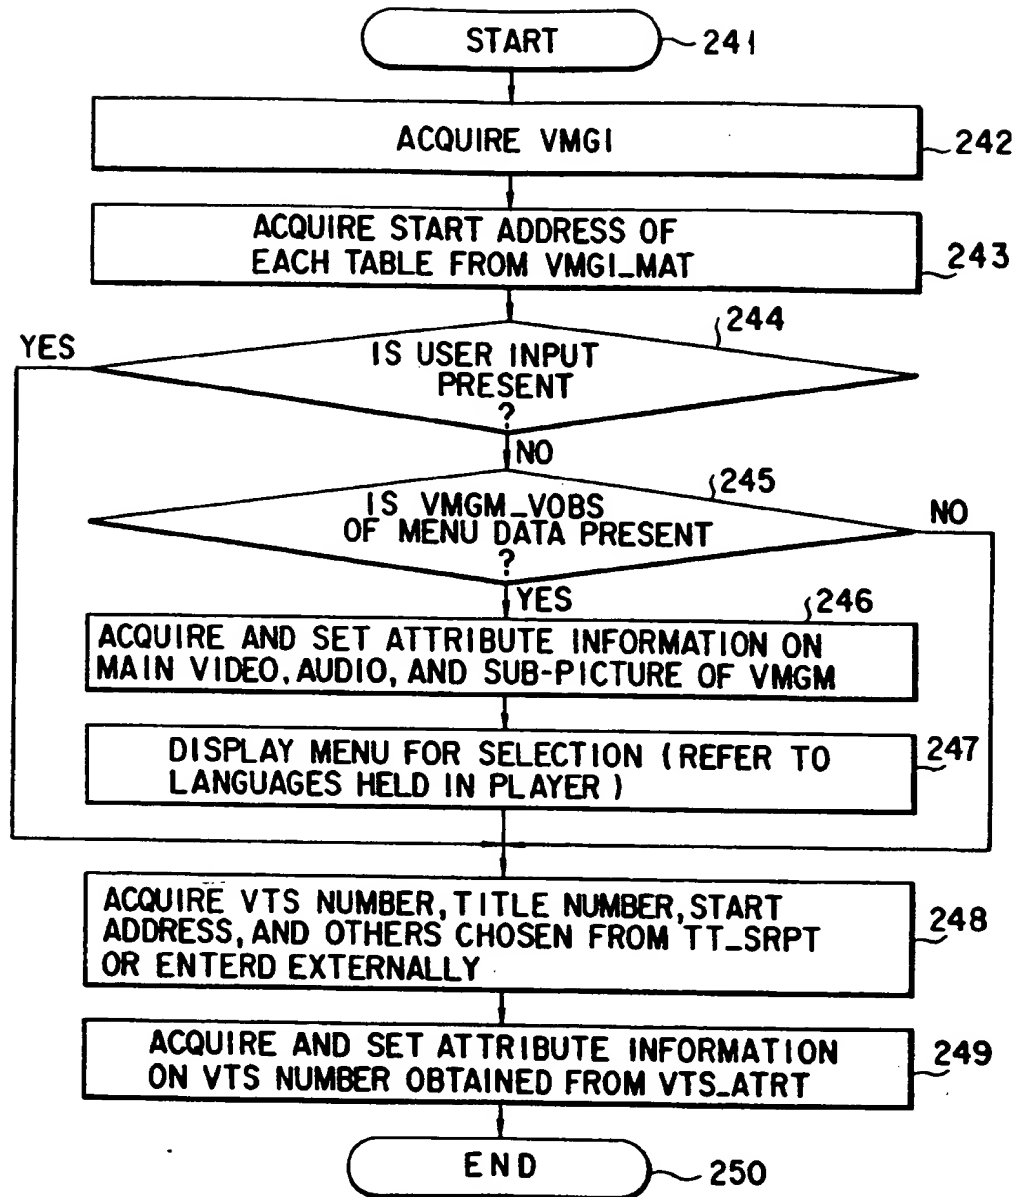 START
241
ACQUIRE VMGI
242
ACQUIRE START ADDRESS OF
EACH TABLE FROM VMGI_MAT
243
244
YES
IS USER INPUT
PRESENT
?
NO
245
IS VMGM_VOBS
OF MENU DATA PRESENT
?
NO
YES
246
ACQUIRE AND SET ATTRIBUTE INFORMATION ON
MAIN VIDEO, AUDIO, AND SUB-PICTURE OF VMGM
DISPLAY MENU FOR SELECTION (REFER TO
LANGUAGES HELD IN PLAYER)
247
ACQUIRE VTS NUMBER, TITLE NUMBER, START
ADDRESS, AND OTHERS CHOSEN FROM TT_SRPT
OR ENTERD EXTERNALLY
248
ACQUIRE AND SET ATTRIBUTE INFORMATION
ON VTS NUMBER OBTAINED FROM VTS_ATRT
249
END
250